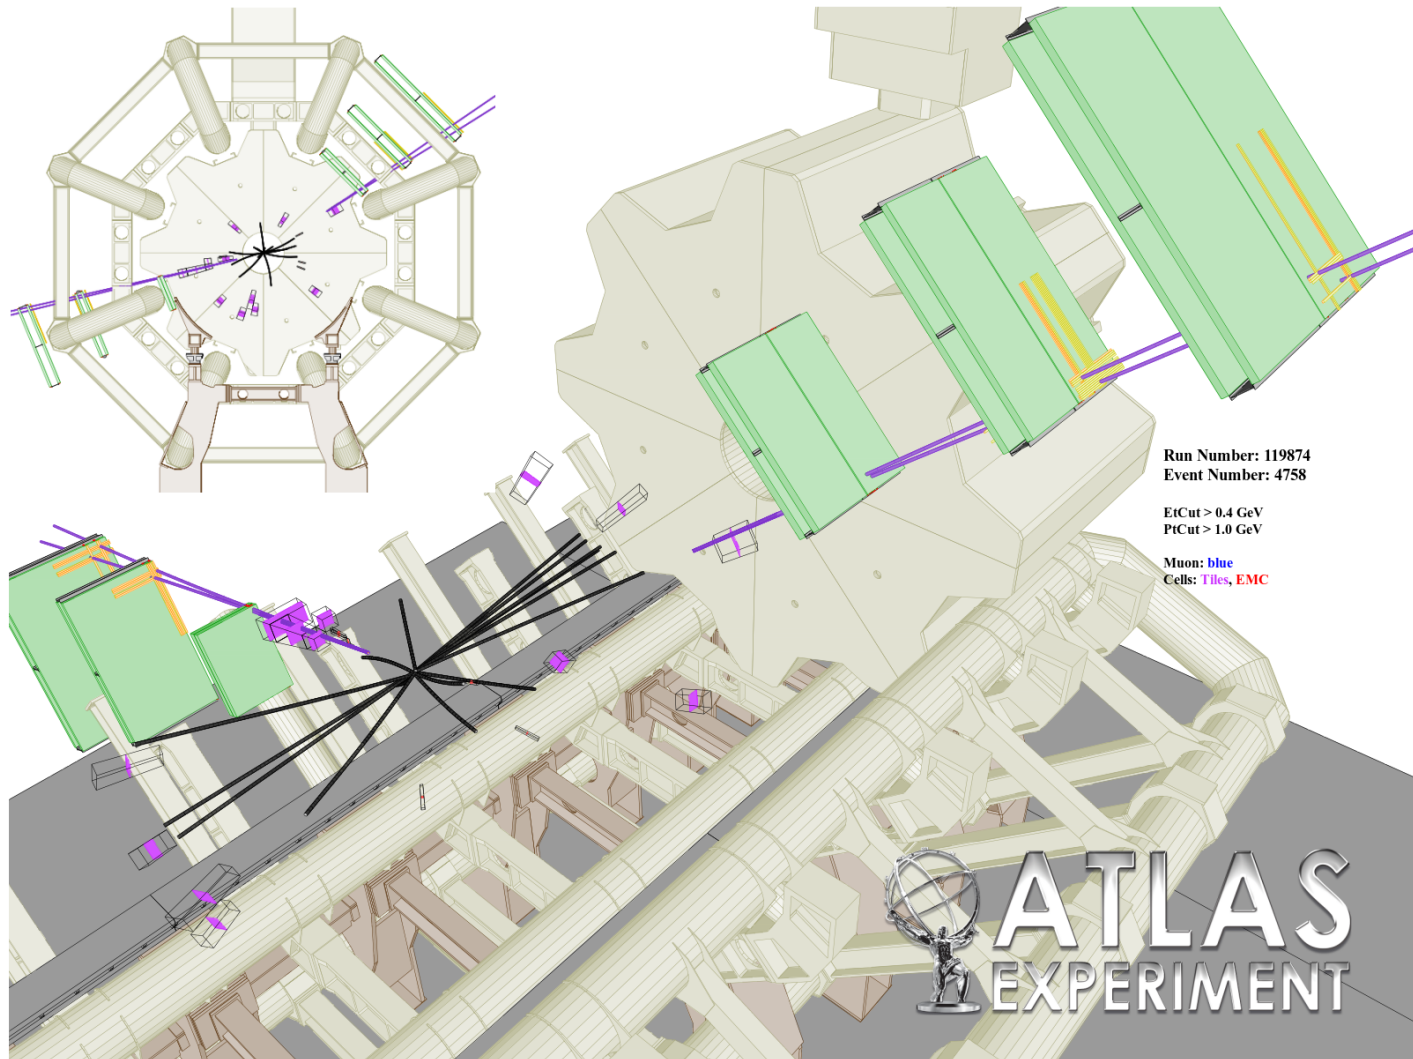 Run Number: 119874
Event Number: 4758
EtCut > 0.4 GeV
PtCut > 1.0 GeV
Muon: blue
Cells: Tiles, EMC
ATLAS
EXPERIMENT